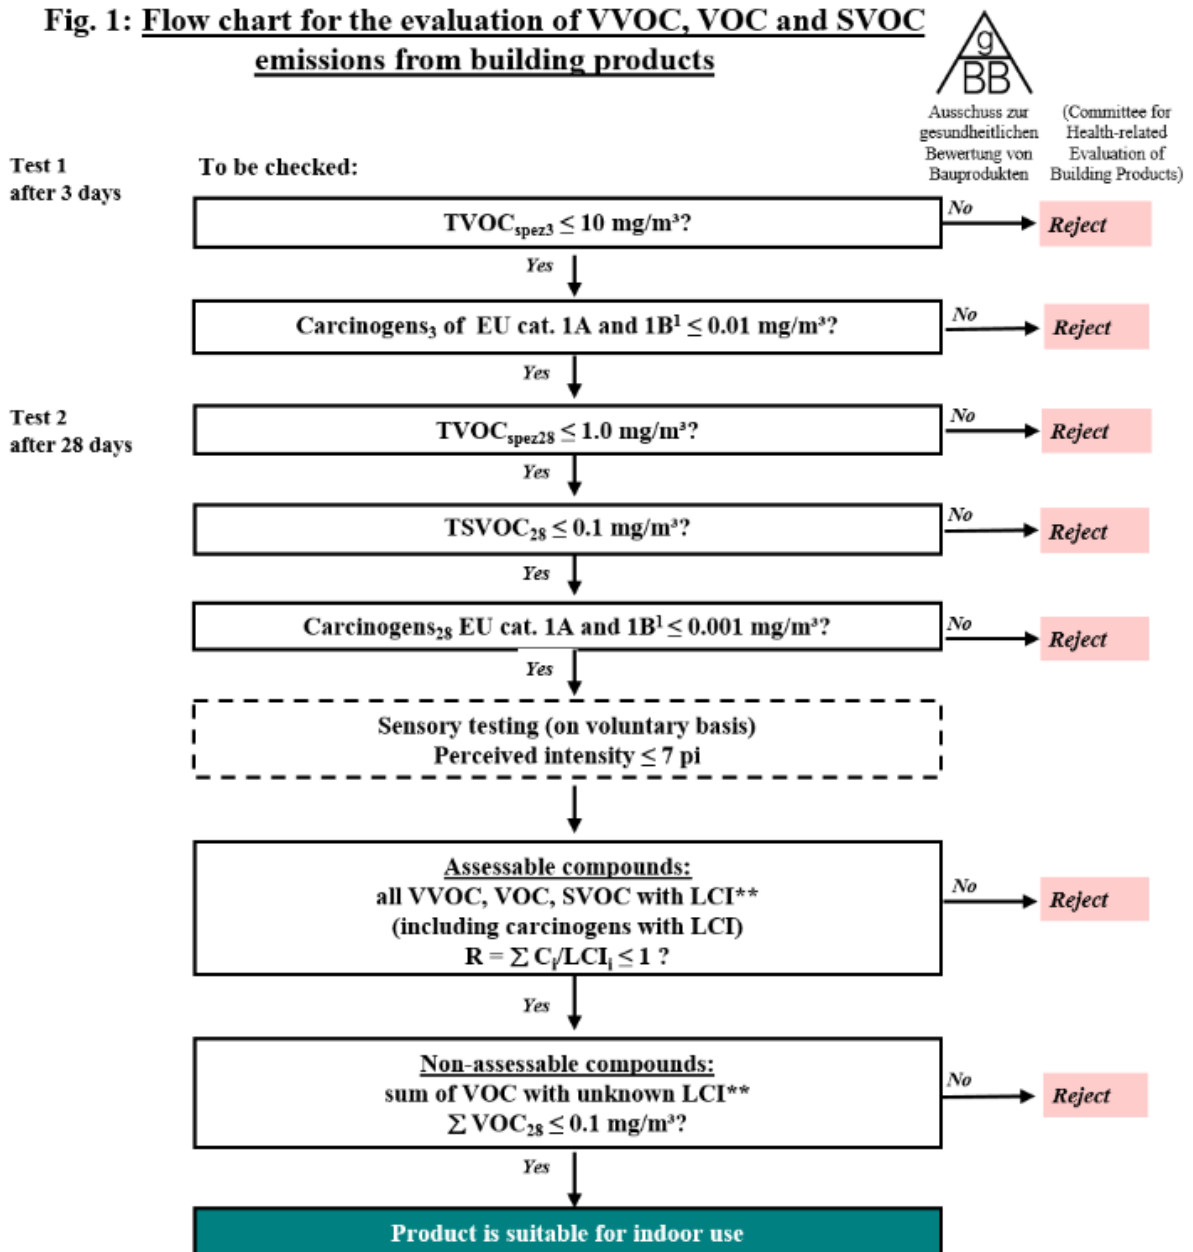 Fig. 1: Flow chart for the evaluation of VVOC, VOC and SVOC
emissions from building products
g
BB
Ausschuss zur
gesundheitlichen
Bewertung von
Bauprodukten
(Committee for
Health-related
Evaluation of
Building Products)
Test 1
after 3 days
To be checked:
TVOCspez3 ≤ 10 mg/m³?
No
Reject
Yes
Carcinogens₃ of EU cat. 1A and 1B¹ ≤ 0.01 mg/m³?
No
Reject
Yes
Test 2
after 28 days
TVOCspez28 ≤ 1.0 mg/m³?
No
Reject
Yes
TSVOC₂₈ ≤ 0.1 mg/m³?
No
Reject
Yes
Carcinogens₂₈ EU cat. 1A and 1B¹ ≤ 0.001 mg/m³?
No
Reject
Yes
Sensory testing (on voluntary basis)
Perceived intensity ≤ 7 pi
Assessable compounds:
all VVOC, VOC, SVOC with LCI**
(including carcinogens with LCI)
R = ∑ Cᵢ/LCIᵢ ≤ 1 ?
No
Reject
Yes
Non-assessable compounds:
sum of VOC with unknown LCI**
∑ VOC₂₈ ≤ 0.1 mg/m³?
No
Reject
Yes
Product is suitable for indoor use